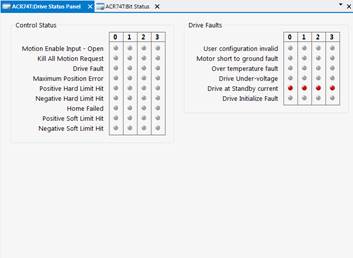 ACR74T:Drive Status Panel
ACR74T:Bit Status
Control Status
0 1 2 3
Motion Enable Input - Open
Kill All Motion Request
Drive Fault
Maximum Position Error
Positive Hard Limit Hit
Negative Hard Limit Hit
Home Failed
Positive Soft Limit Hit
Negative Soft Limit Hit
Drive Faults
0 1 2 3
User configuration invalid
Motor short to ground fault
Over temperature fault
Drive Under-voltage
Drive at Standby current
Drive Initialize Fault